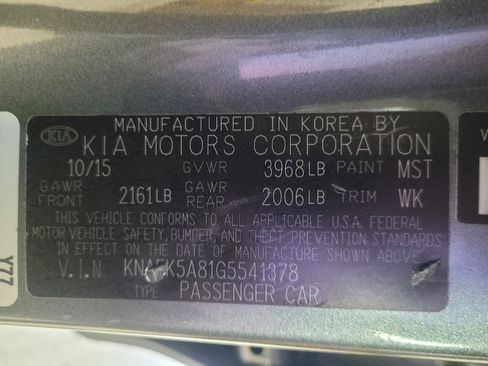 MANUFACTURED IN KOREA BY
KIA KIA MOTORS CORPORATION
10/15 GVWR 3968LB PAINT MST
GAWR FRONT 2161LB GAWR REAR 2006LB TRIM WK
THIS VEHICLE CONFORMS TO ALL APPLICABLE U.S.A. FEDERAL
MOTOR VEHICLE SAFETY, BUMPER, AND THEFT PREVENTION STANDARDS
IN EFFECT ON THE DATE OF MANUFACTURE SHOWN ABOVE.
V.I.N.
TYPE PASSENGER CAR
Y77